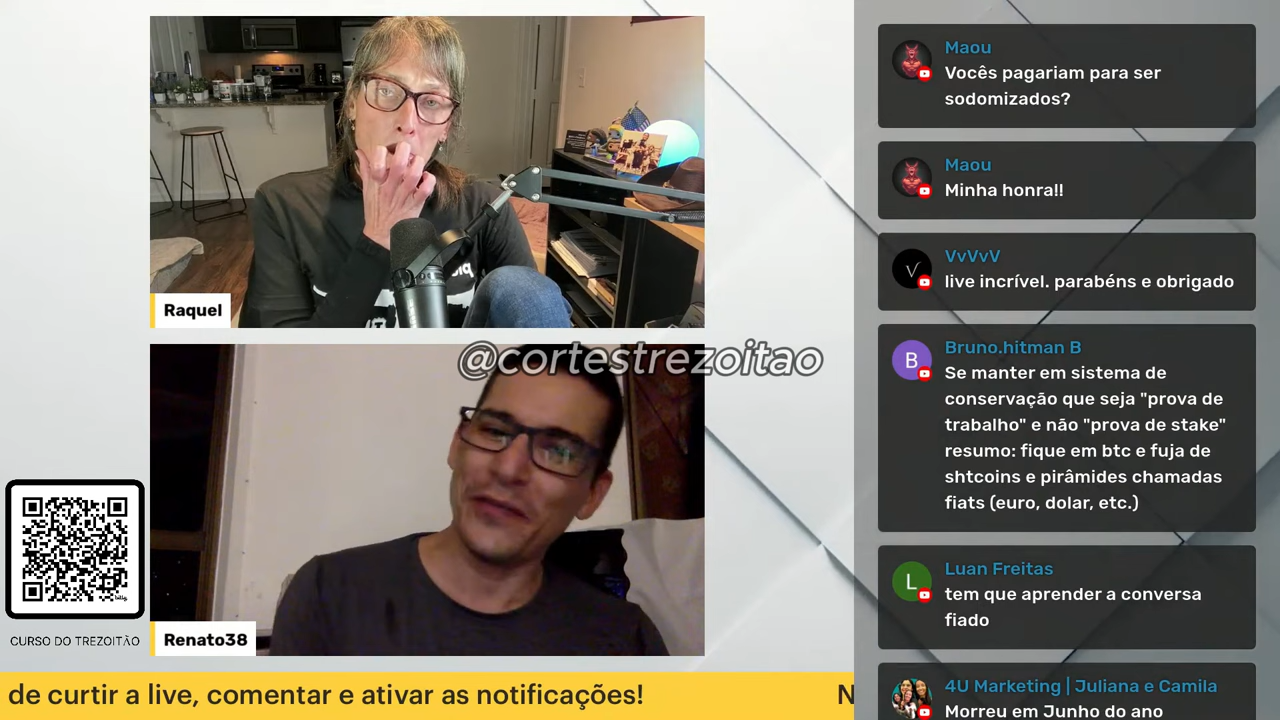 Raquel
@cortestrezoitao
Renato38
CURSO DO TREZOITÃO
de curtir a live, comentar e ativar as notificações!
N
Maou
Vocês pagariam para ser
sodomizados?
Maou
Minha honra!!
VvVvV
live incrível. parabéns e obrigado
Bruno.hitman B
Se manter em sistema de
conservação que seja "prova de
trabalho" e não "prova de stake"
resumo: fique em btc e fuja de
shtcoins e pirâmides chamadas
fiats (euro, dolar, etc.)
Luan Freitas
tem que aprender a conversa
fiado
4U Marketing | Juliana e Camila
Morreu em Junho do ano